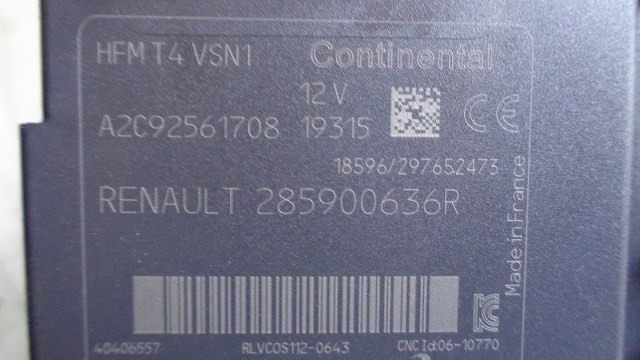 HFM T4 VSN1 Continental
12 V
A2C92561708 19315 CE
18596/297652473
RENAULT 285900636R
Made in France
40406557 RLVCOS112-0643 CNC Id:06-10770